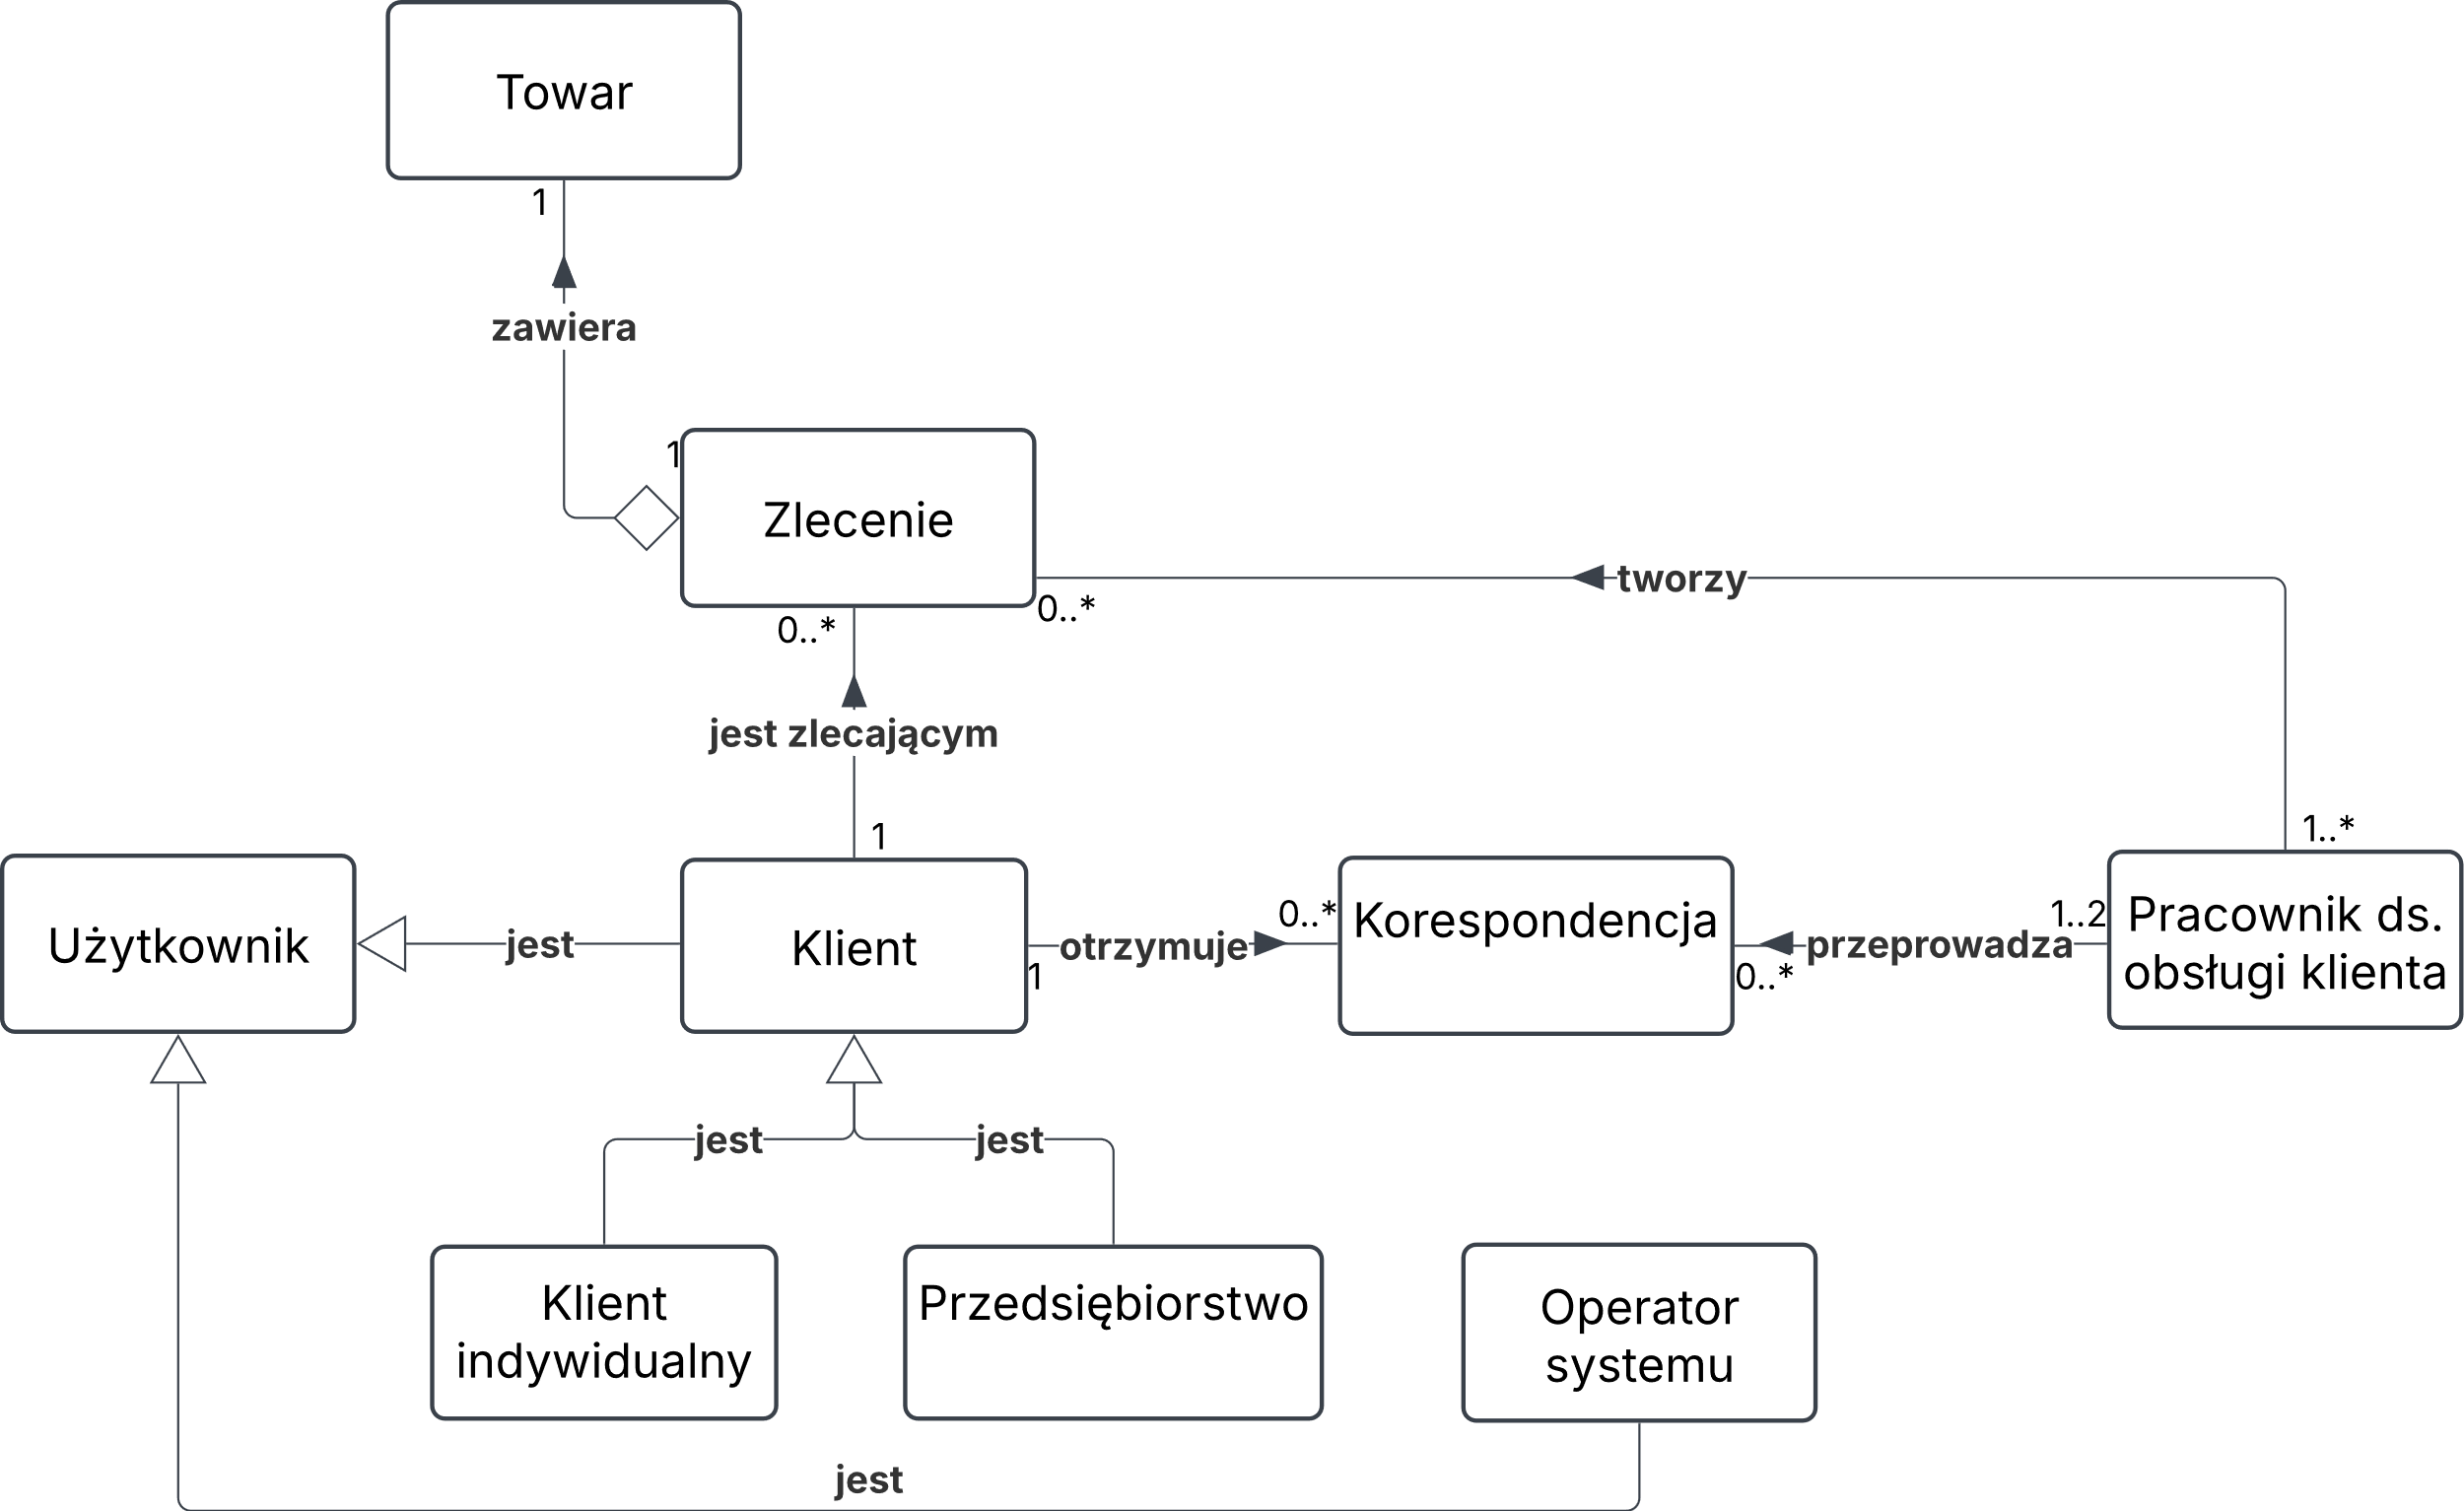 Towar
1
zawiera
1
Zlecenie
tworzy
0..*
0..*
jest zlecającym
1
1..*
Użytkownik
jest
Klient
otrzymuje
1
0..*
Korespondencja
0..*
przeprowadza
1..2
Pracownik ds.
obsługi klienta
jest
jest
Klient
indywidualny
Przedsiębiorstwo
Operator
systemu
jest